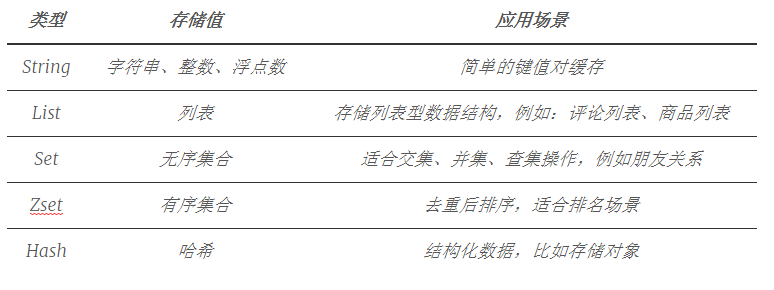 类型 存储值 应用场景
String 字符串、整数、浮点数 简单的键值对缓存
List 列表 存储列表型数据结构，例如：评论列表、商品列表
Set 无序集合 适合交集、并集、查集操作，例如朋友关系
Zset 有序集合 去重后排序，适合排名场景
Hash 哈希 结构化数据，比如存储对象